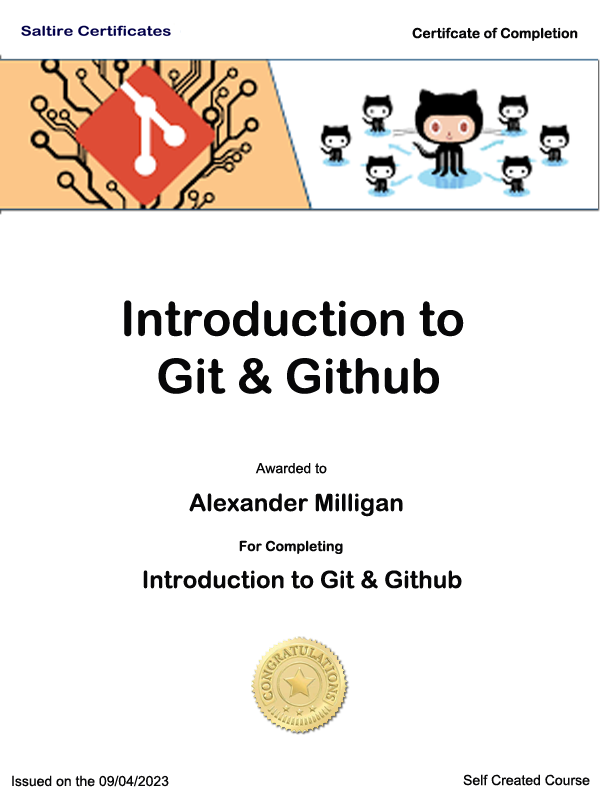 Saltire Certificates
Certifcate of Completion
Introduction to
Git & Github
Awarded to
Alexander Milligan
For Completing
Introduction to Git & Github
CONGRATULATIONS
Issued on the 09/04/2023
Self Created Course